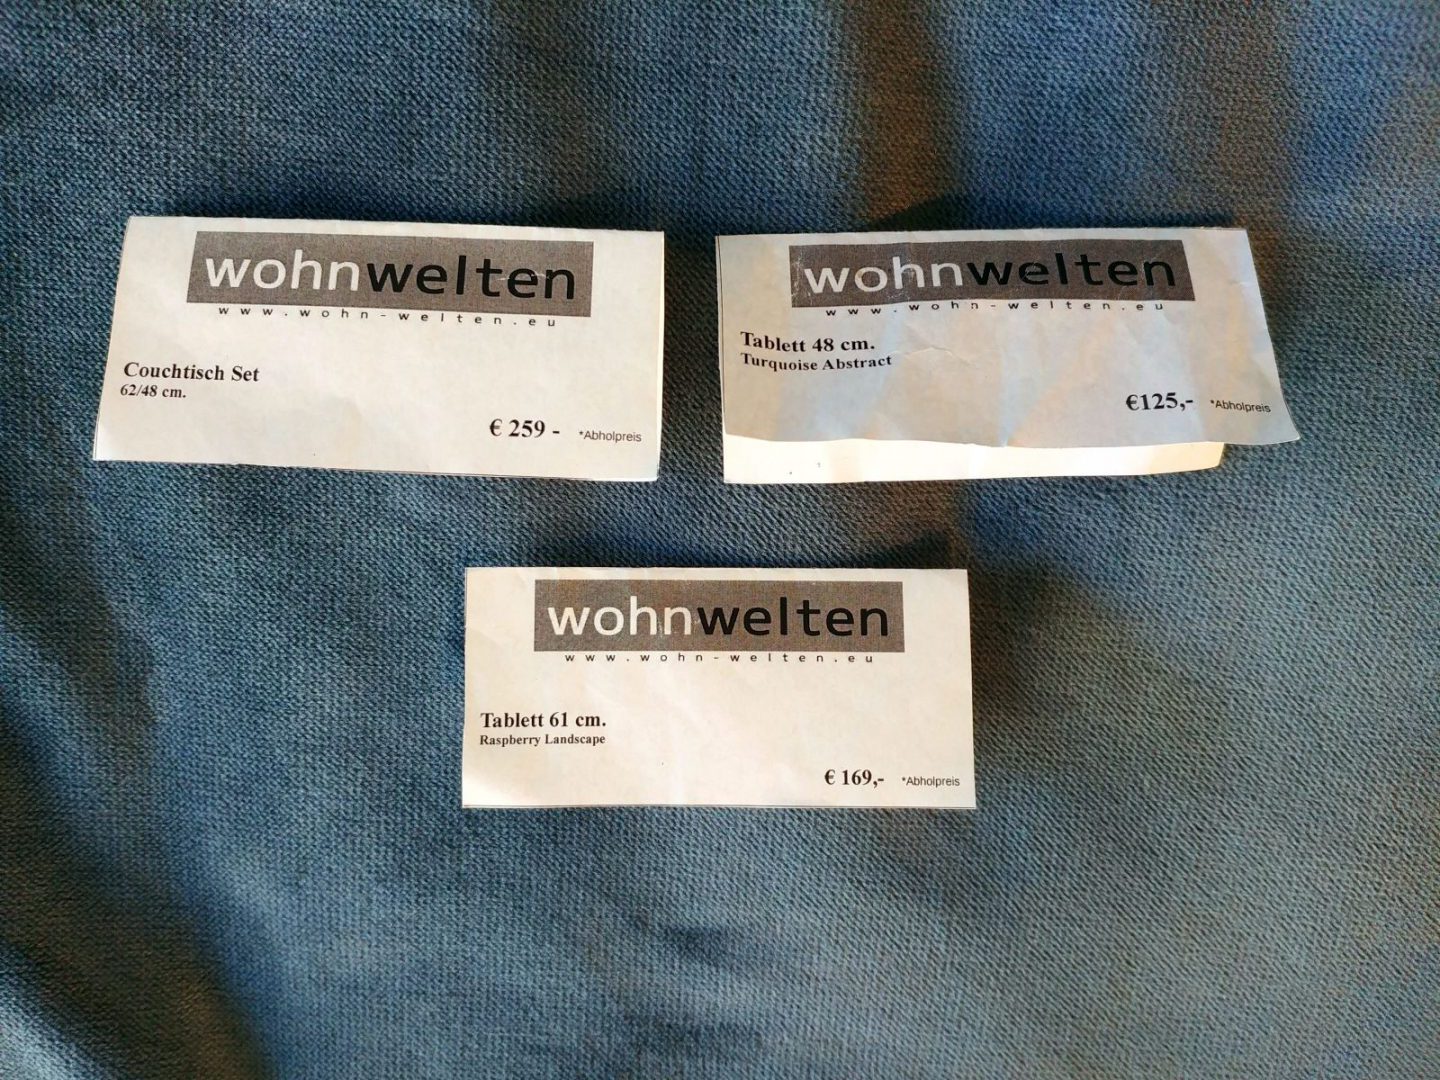 wohnwelten
www.wohn-welten.eu
Couchtisch Set
62/48 cm.
€ 259 - *Abholpreis
wohnwelten
www.wohn-welten.eu
Tablett 48 cm.
Turquoise Abstract
€125,- *Abholpreis
wohnwelten
www.wohn-welten.eu
Tablett 61 cm.
Raspberry Landscape
€ 169,- *Abholpreis